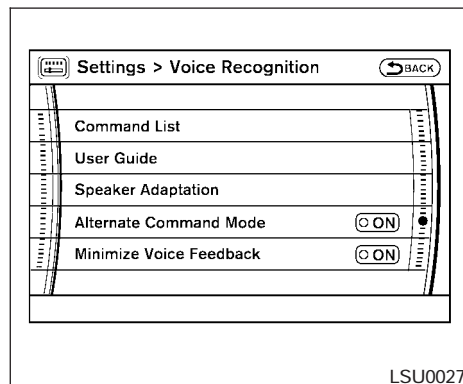 Settings > Voice Recognition
BACK
Command List
User Guide
Speaker Adaptation
Alternate Command Mode ON
Minimize Voice Feedback ON
LSU0027